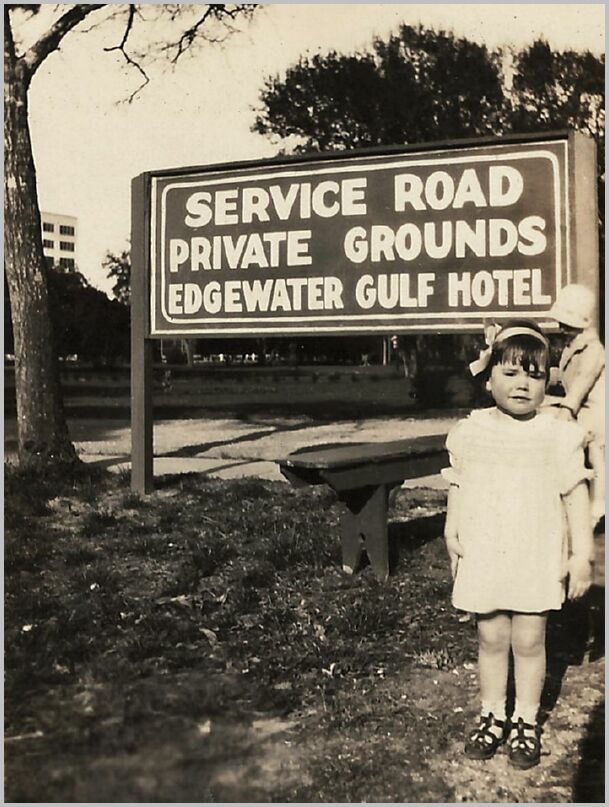 SERVICE ROAD
PRIVATE GROUNDS
EDGEWATER GULF HOTEL